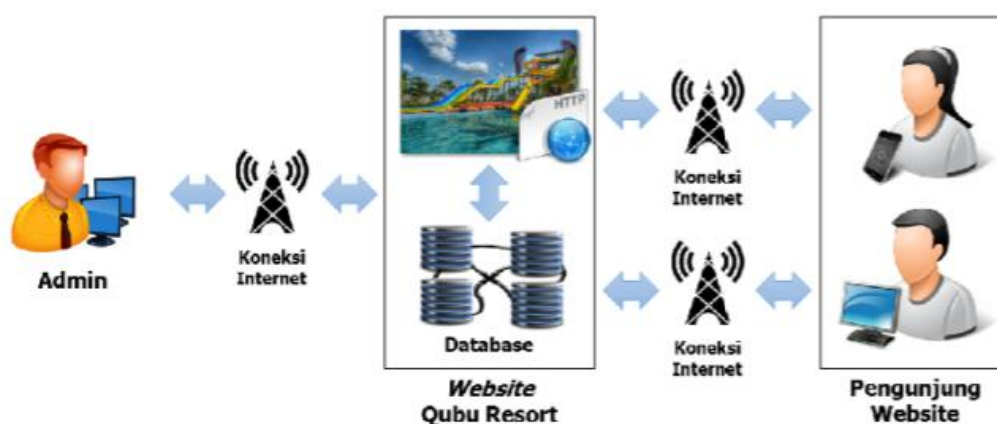 HTTP
Koneksi
Internet
Admin
Koneksi
Internet
Database
Koneksi
Internet
Website
Qubu Resort
Pengunjung
Website